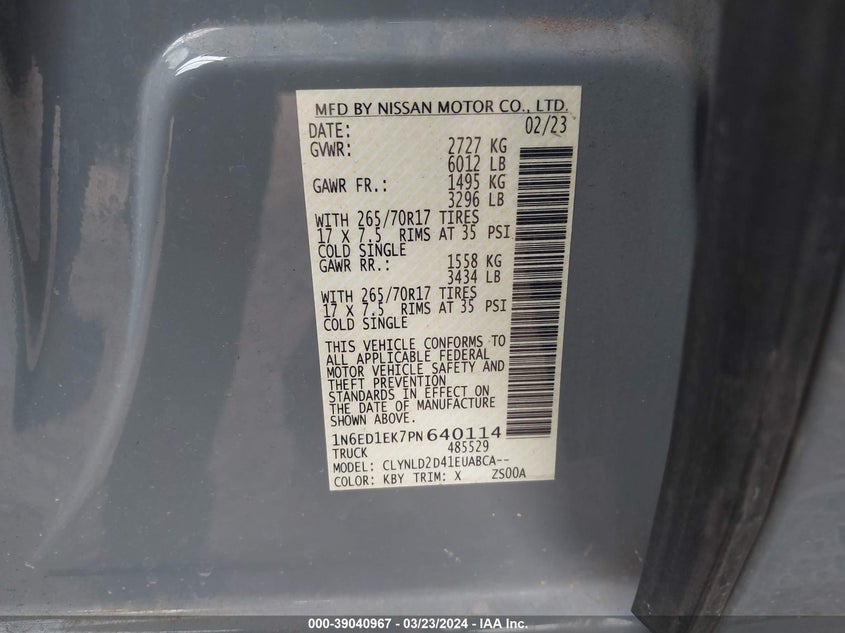 MFD BY NISSAN MOTOR CO., LTD.
DATE: 02/23
GVWR: 2727 KG
6012 LB
GAWR FR.: 1495 KG
3296 LB
WITH 265/70R17 TIRES
17 X 7.5 RIMS AT 35 PSI
COLD SINGLE
GAWR RR.: 1558 KG
3434 LB
WITH 265/70R17 TIRES
17 X 7.5 RIMS AT 35 PSI
COLD SINGLE
THIS VEHICLE CONFORMS TO
ALL APPLICABLE FEDERAL
MOTOR VEHICLE SAFETY AND
THEFT PREVENTION
STANDARDS IN EFFECT ON
THE DATE OF MANUFACTURE
SHOWN ABOVE.
1N6ED1EK7PN640114
TRUCK 485529
MODEL: CLYNLD2D41EUABCA--
COLOR: KBY TRIM: X ZS00A
000-39040967 - 03/23/2024 - IAA Inc.